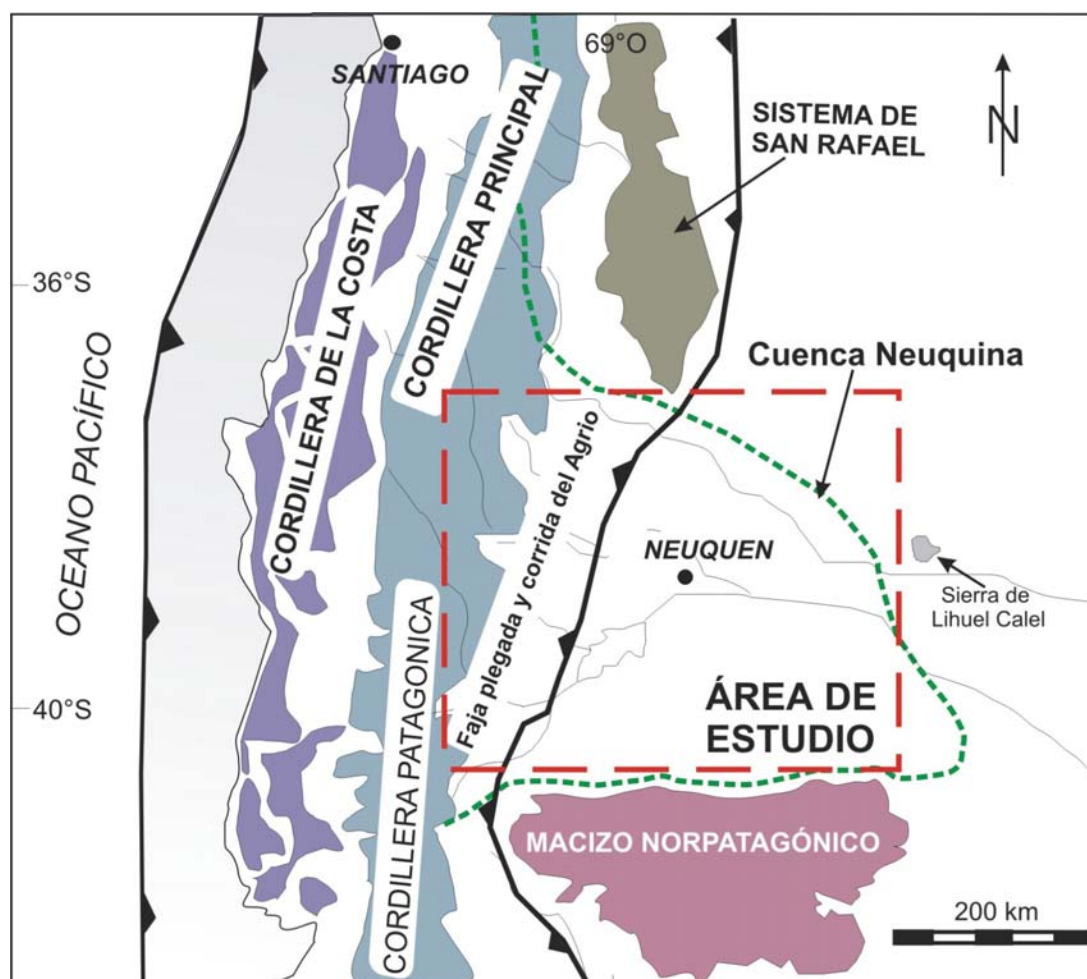 69°O
SANTIAGO
N
SISTEMA DE
SAN RAFAEL
CORDILLERA PRINCIPAL
CORDILLERA DE LA COSTA
36°S
OCEANO PACÍFICO
Cuenca Neuquina
Faja plegada y corrida del Agrio
NEUQUEN
Sierra de
Lihuel Calel
CORDILLERA PATAGONICA
40°S
ÁREA DE
ESTUDIO
MACIZO NORPATAGÓNICO
200 km